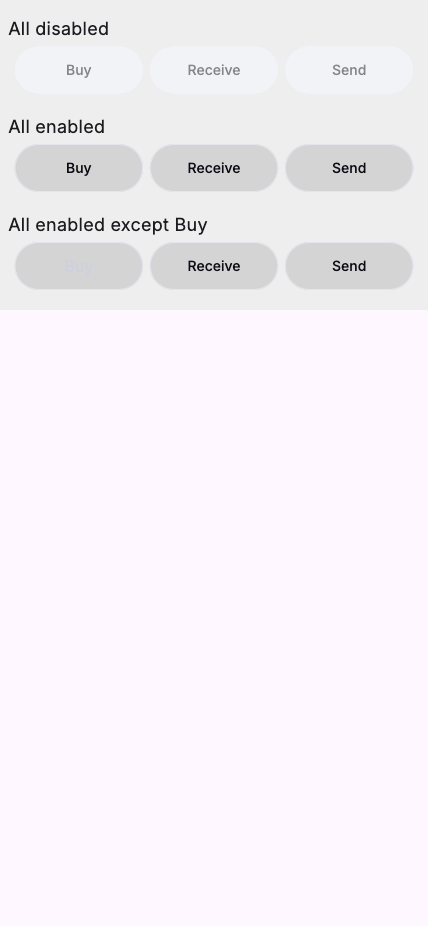 All disabled
Buy Receive Send
All enabled
Buy Receive Send
All enabled except Buy
Buy Receive Send